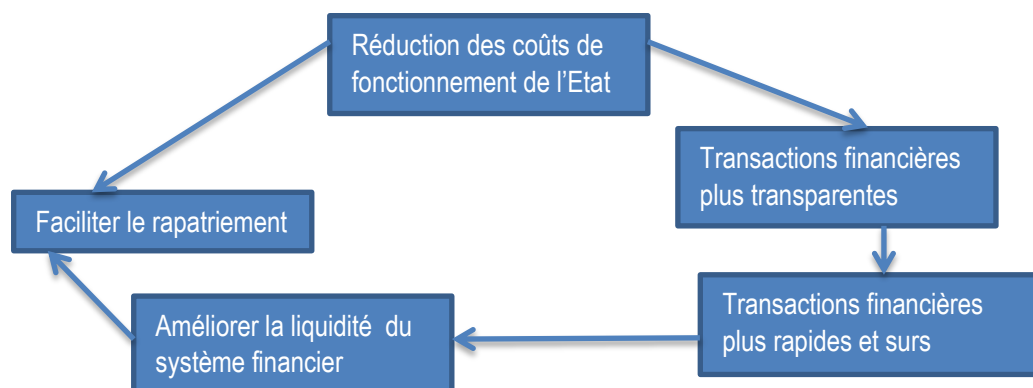 Réduction des coûts de
fonctionnement de l'Etat
Transactions financières
plus transparentes
Faciliter le rapatriement
Transactions financières
plus rapides et surs
Améliorer la liquidité du
système financier